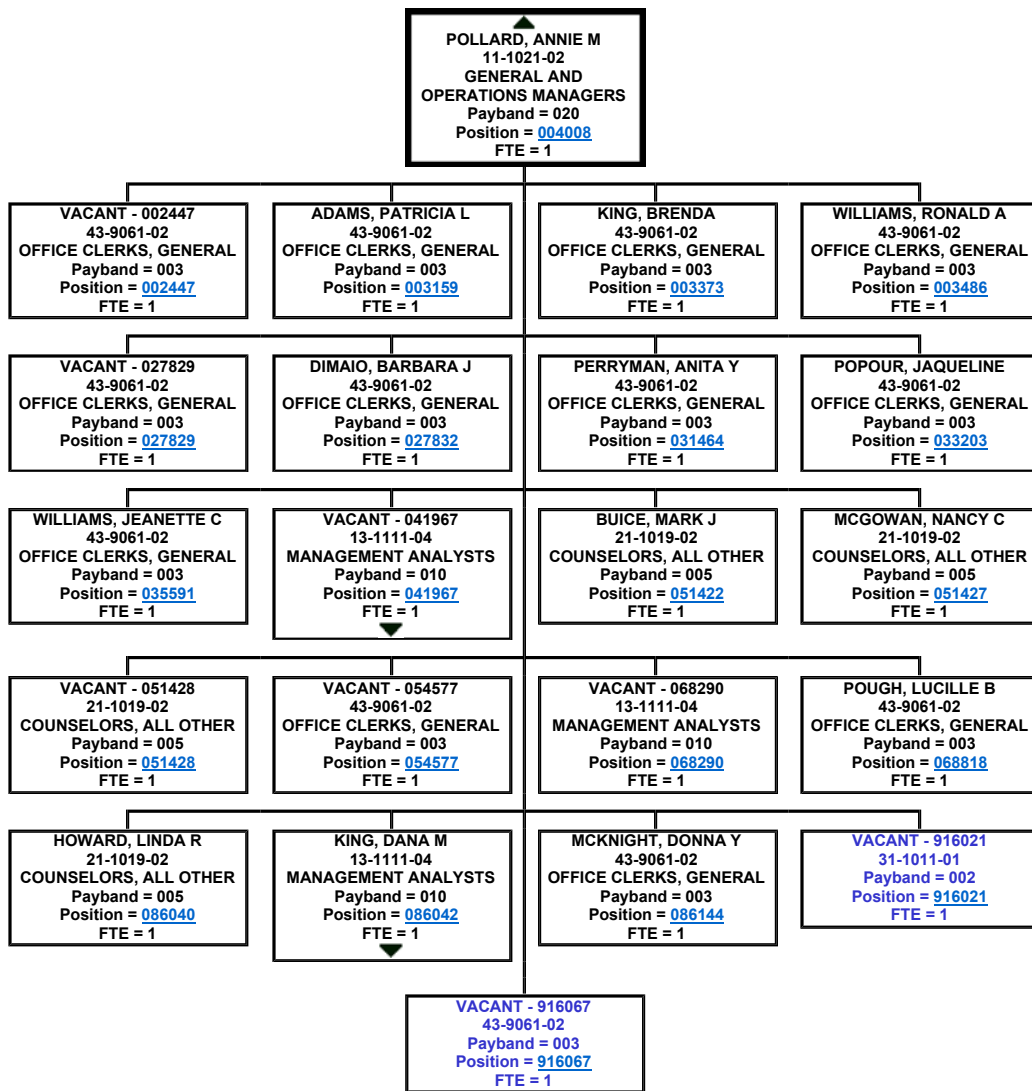 POLLARD, ANNIE M
11-1021-02
GENERAL AND
OPERATIONS MANAGERS
Payband = 020
Position = 004008
FTE = 1
VACANT - 002447
43-9061-02
OFFICE CLERKS, GENERAL
Payband = 003
Position = 002447
FTE = 1
ADAMS, PATRICIA L
43-9061-02
OFFICE CLERKS, GENERAL
Payband = 003
Position = 003159
FTE = 1
KING, BRENDA
43-9061-02
OFFICE CLERKS, GENERAL
Payband = 003
Position = 003373
FTE = 1
WILLIAMS, RONALD A
43-9061-02
OFFICE CLERKS, GENERAL
Payband = 003
Position = 003486
FTE = 1
VACANT - 027829
43-9061-02
OFFICE CLERKS, GENERAL
Payband = 003
Position = 027829
FTE = 1
DIMAIO, BARBARA J
43-9061-02
OFFICE CLERKS, GENERAL
Payband = 003
Position = 027832
FTE = 1
PERRYMAN, ANITA Y
43-9061-02
OFFICE CLERKS, GENERAL
Payband = 003
Position = 031464
FTE = 1
POPOUR, JAQUELINE
43-9061-02
OFFICE CLERKS, GENERAL
Payband = 003
Position = 033203
FTE = 1
WILLIAMS, JEANETTE C
43-9061-02
OFFICE CLERKS, GENERAL
Payband = 003
Position = 035591
FTE = 1
VACANT - 041967
13-1111-04
MANAGEMENT ANALYSTS
Payband = 010
Position = 041967
FTE = 1
BUICE, MARK J
21-1019-02
COUNSELORS, ALL OTHER
Payband = 005
Position = 051422
FTE = 1
MCGOWAN, NANCY C
21-1019-02
COUNSELORS, ALL OTHER
Payband = 005
Position = 051427
FTE = 1
VACANT - 051428
21-1019-02
COUNSELORS, ALL OTHER
Payband = 005
Position = 051428
FTE = 1
VACANT - 054577
43-9061-02
OFFICE CLERKS, GENERAL
Payband = 003
Position = 054577
FTE = 1
VACANT - 068290
13-1111-04
MANAGEMENT ANALYSTS
Payband = 010
Position = 068290
FTE = 1
POUGH, LUCILLE B
43-9061-02
OFFICE CLERKS, GENERAL
Payband = 003
Position = 068818
FTE = 1
HOWARD, LINDA R
21-1019-02
COUNSELORS, ALL OTHER
Payband = 005
Position = 086040
FTE = 1
KING, DANA M
13-1111-04
MANAGEMENT ANALYSTS
Payband = 010
Position = 086042
FTE = 1
MCKNIGHT, DONNA Y
43-9061-02
OFFICE CLERKS, GENERAL
Payband = 003
Position = 086144
FTE = 1
VACANT - 916021
31-1011-01
Payband = 002
Position = 916021
FTE = 1
VACANT - 916067
43-9061-02
Payband = 003
Position = 916067
FTE = 1